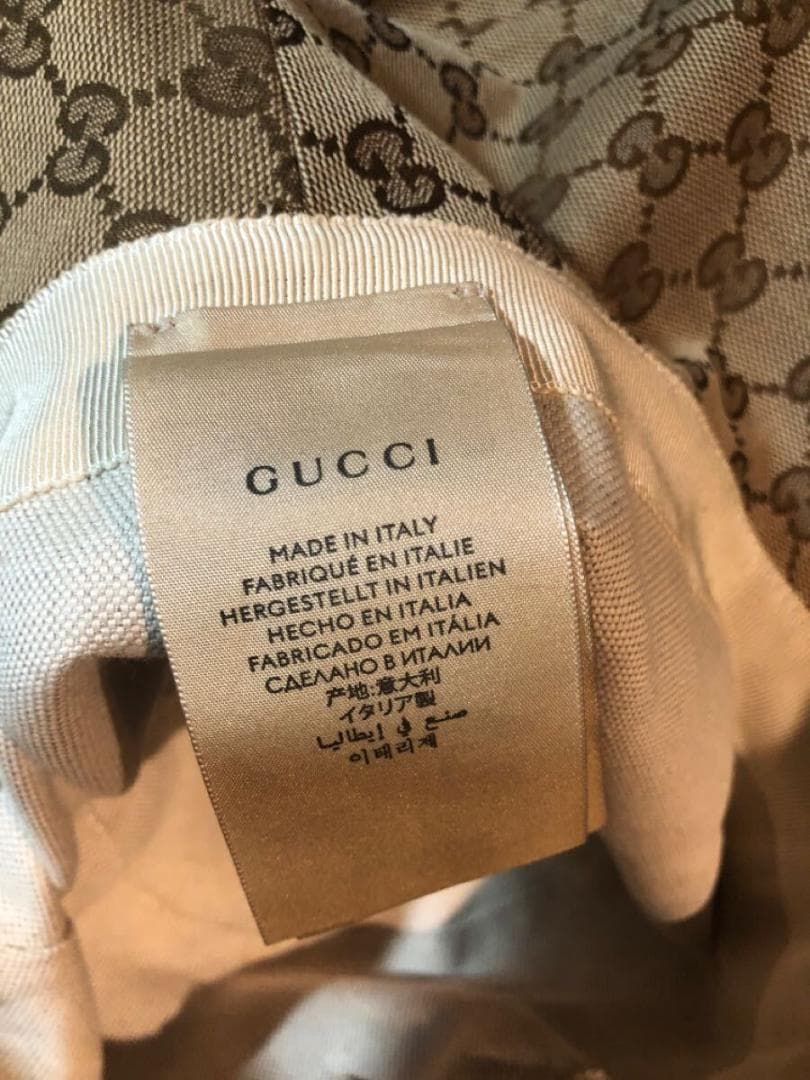 GUCCI
MADE IN ITALY
FABRIQUÉ EN ITALIE
HERGESTELLT IN ITALIEN
HECHO EN ITALIA
FABRICADO EM ITÁLIA
СДЕЛАНО В ИТАЛИИ
产地:意大利
イタリア製
صنع في إيطاليا
이태리제